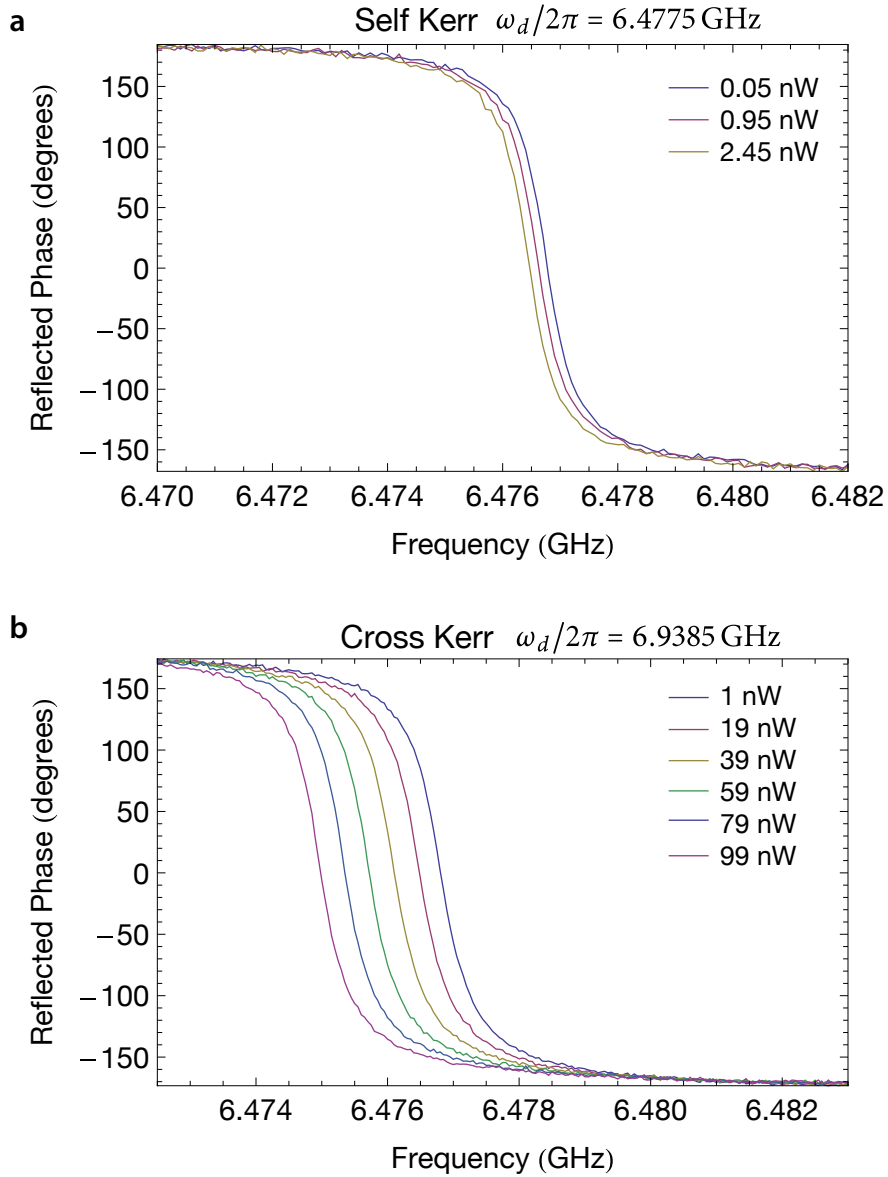 a
Self Kerr ω_d/2π = 6.4775 GHz
150
100
50
0
−50
−100
−150
Reflected Phase (degrees)
0.05 nW
0.95 nW
2.45 nW
6.470 6.472 6.474 6.476 6.478 6.480 6.482
Frequency (GHz)
b
Cross Kerr ω_d/2π = 6.9385 GHz
150
100
50
0
−50
−100
−150
Reflected Phase (degrees)
1 nW
19 nW
39 nW
59 nW
79 nW
99 nW
6.474 6.476 6.478 6.480 6.482
Frequency (GHz)